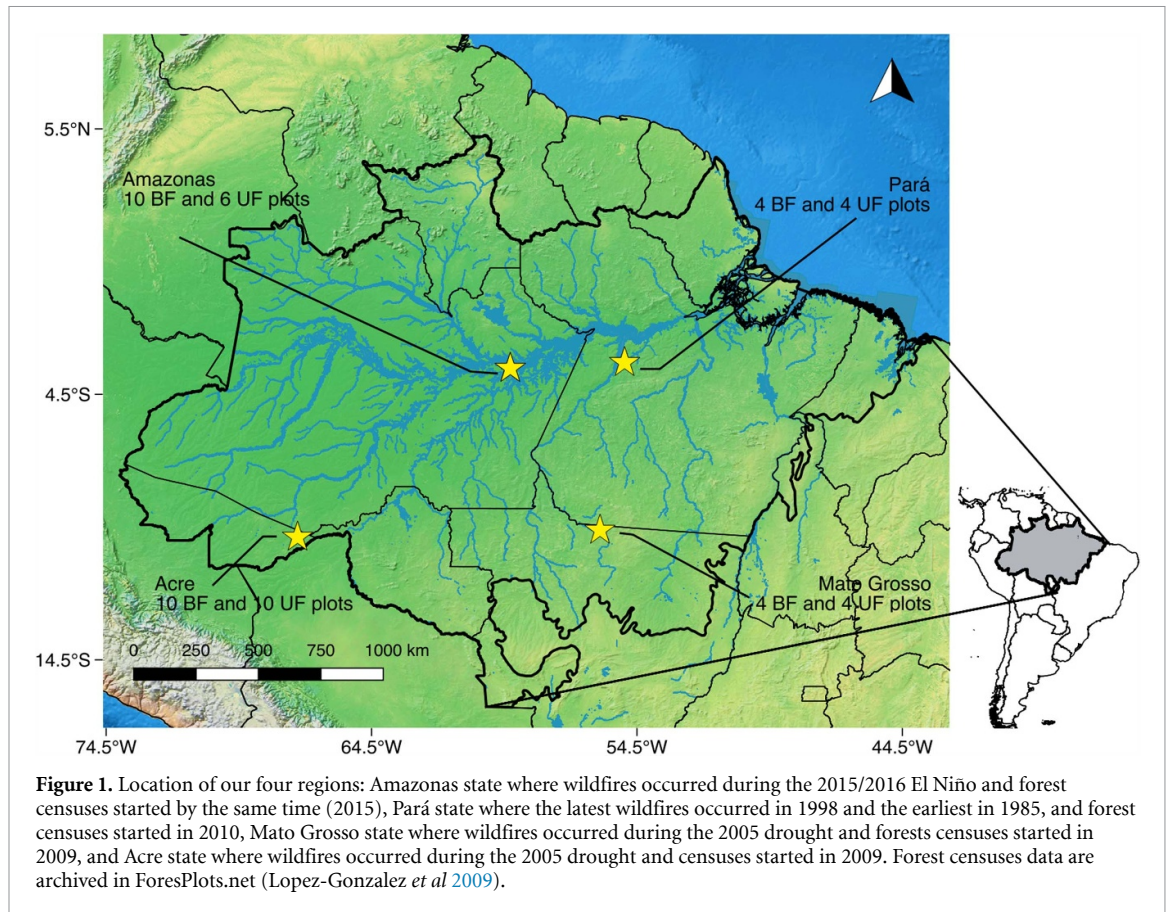 5.5°N
4.5°S
14.5°S
Amazonas
10 BF and 6 UF plots
Pará
4 BF and 4 UF plots
Acre
10 BF and 10 UF plots
Mato Grosso
4 BF and 4 UF plots
0 250 500 750 1000 km
74.5°W 64.5°W 54.5°W 44.5°W
Figure 1. Location of our four regions: Amazonas state where wildfires occurred during the 2015/2016 El Niño and forest
censuses started by the same time (2015), Pará state where the latest wildfires occurred in 1998 and the earliest in 1985, and forest
censuses started in 2010, Mato Grosso state where wildfires occurred during the 2005 drought and forests censuses started in
2009, and Acre state where wildfires occurred during the 2005 drought and censuses started in 2009. Forest censuses data are
archived in ForesPlots.net (Lopez-Gonzalez et al 2009).